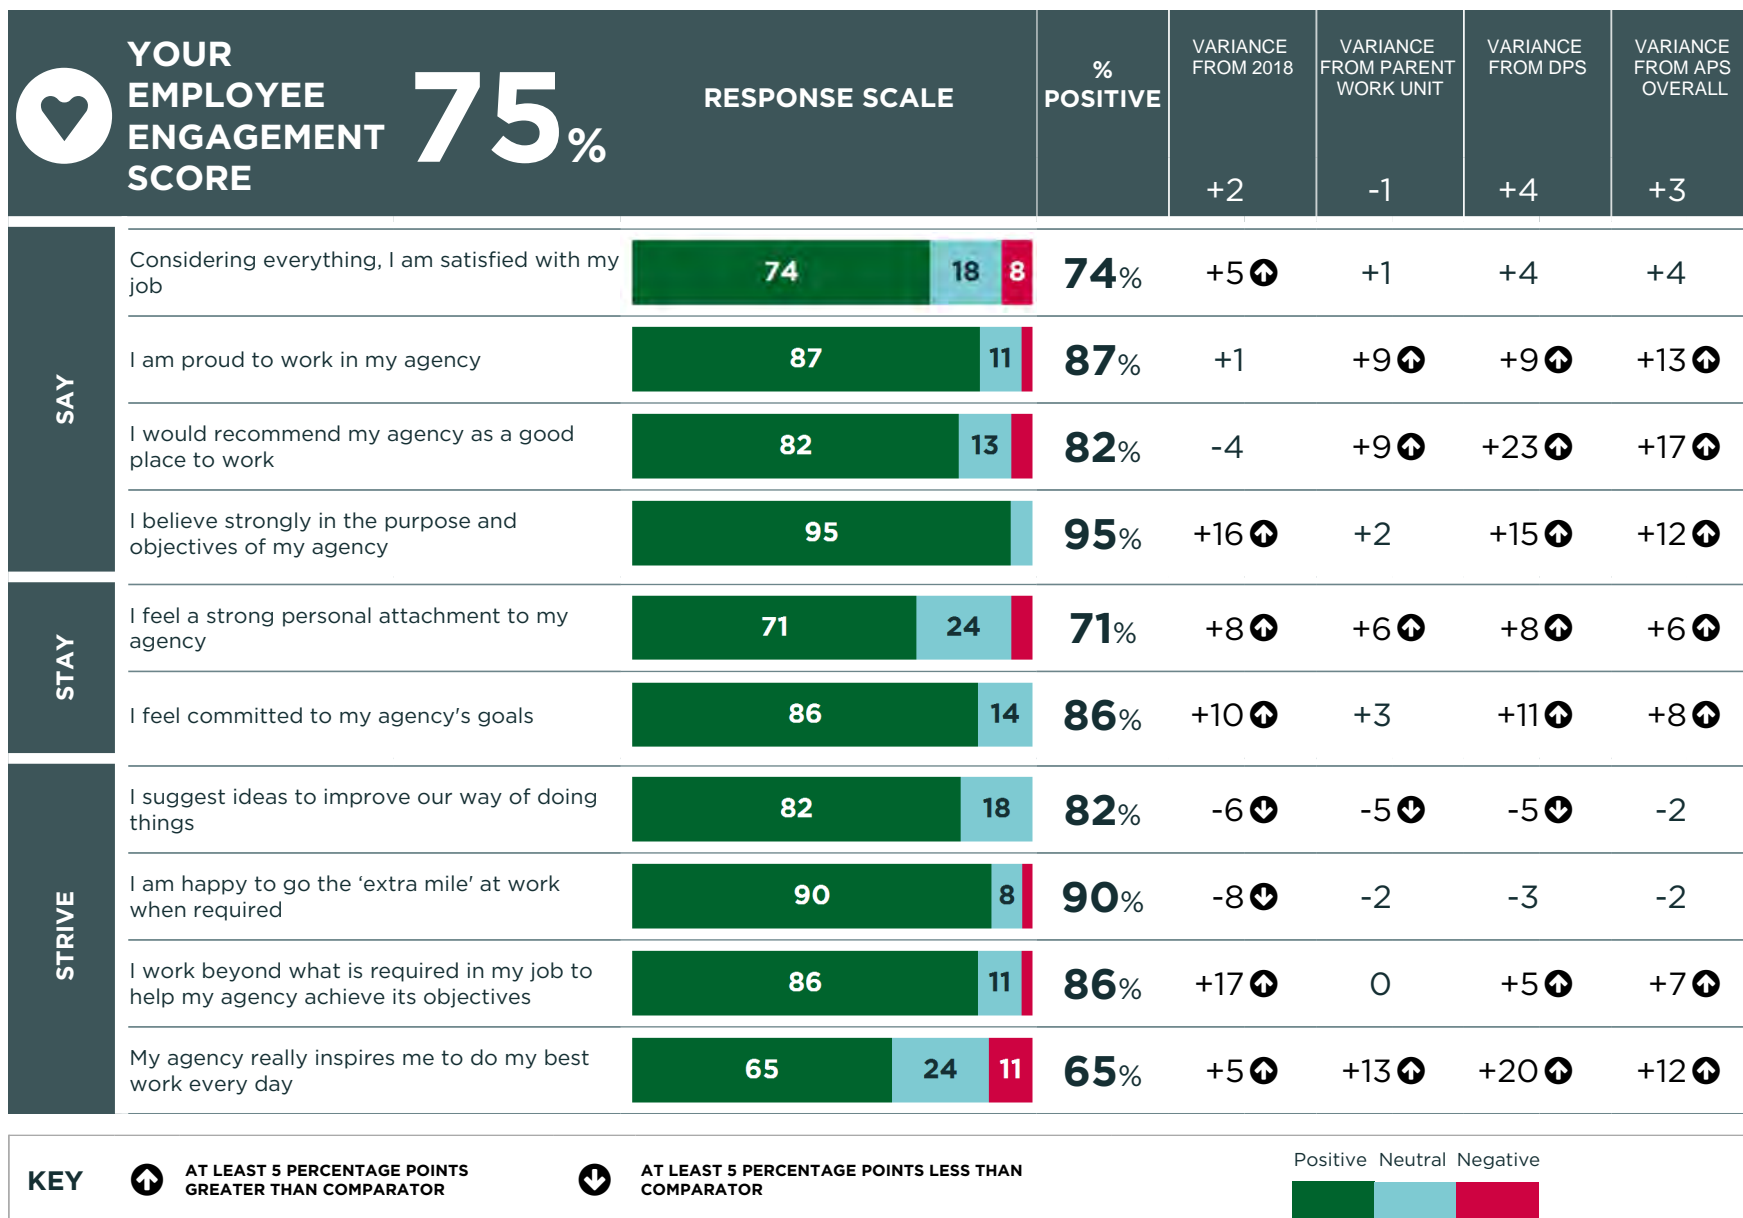 YOUR
EMPLOYEE
ENGAGEMENT
SCORE
75%
RESPONSE SCALE
%
POSITIVE
VARIANCE
FROM 2018
+2
VARIANCE
FROM PARENT
WORK UNIT
-1
VARIANCE
FROM DPS
+4
VARIANCE
FROM APS
OVERALL
+3
SAY
Considering everything, I am satisfied with my
job
74 18 8 74% +5 +1 +4 +4
I am proud to work in my agency
87 11 87% +1 +9 +9 +13
I would recommend my agency as a good
place to work
82 13 82% -4 +9 +23 +17
I believe strongly in the purpose and
objectives of my agency
95 95% +16 +2 +15 +12
STAY
I feel a strong personal attachment to my
agency
71 24 71% +8 +6 +8 +6
I feel committed to my agency's goals
86 14 86% +10 +3 +11 +8
STRIVE
I suggest ideas to improve our way of doing
things
82 18 82% -6 -5 -5 -2
I am happy to go the ‘extra mile' at work
when required
90 8 90% -8 -2 -3 -2
I work beyond what is required in my job to
help my agency achieve its objectives
86 11 86% +17 0 +5 +7
My agency really inspires me to do my best
work every day
65 24 11 65% +5 +13 +20 +12
KEY
AT LEAST 5 PERCENTAGE POINTS
GREATER THAN COMPARATOR
AT LEAST 5 PERCENTAGE POINTS LESS THAN
COMPARATOR
Positive Neutral Negative